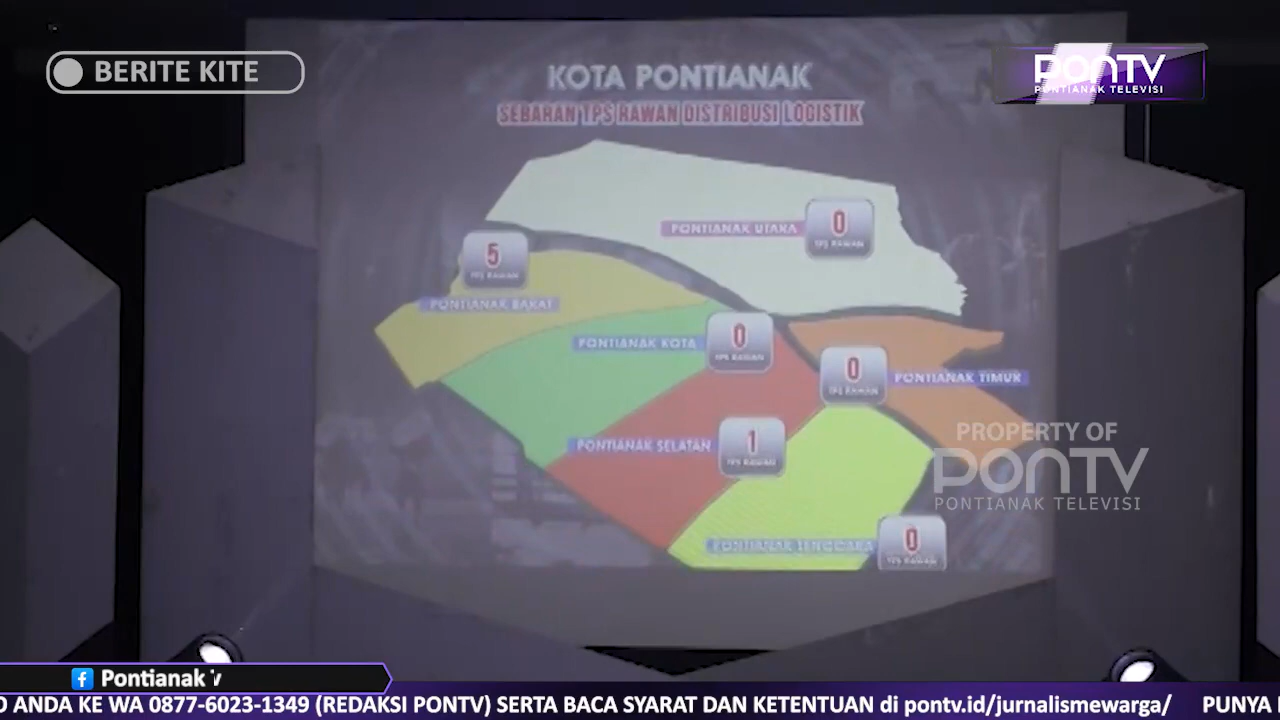 BERITE KITE
PONTV
PONTIANAK TELEVISI
KOTA PONTIANAK
SEBARAN TPS RAWAN DISTRIBUSI LOGISTIK
PONTIANAK UTARA
0
TPS RAWAN
5
TPS RAWAN
PONTIANAK BARAT
PONTIANAK KOTA
0
TPS RAWAN
0
TPS RAWAN
PONTIANAK TIMUR
PONTIANAK SELATAN
1
TPS RAWAN
PROPERTY OF
PONTV
PONTIANAK TELEVISI
PONTIANAK TENGGARA
0
TPS RAWAN
Pontianak
O ANDA KE WA 0877-6023-1349 (REDAKSI PONTV) SERTA BACA SYARAT DAN KETENTUAN di pontv.id/jurnalismewarga/ PUNYA